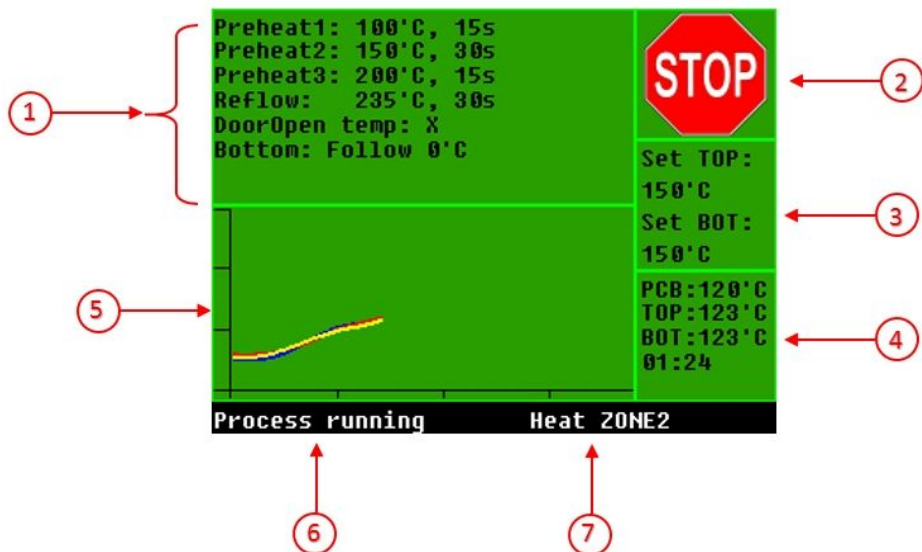 Preheat1: 100'C, 15s
Preheat2: 150'C, 30s
Preheat3: 200'C, 15s
Reflow:   235'C, 30s
DoorOpen temp: X
Bottom: Follow 0'C
STOP
Set TOP:
150'C
Set BOT:
150'C
PCB:120'C
TOP:123'C
BOT:123'C
01:24
Process running
Heat ZONE2
1
2
3
4
5
6
7